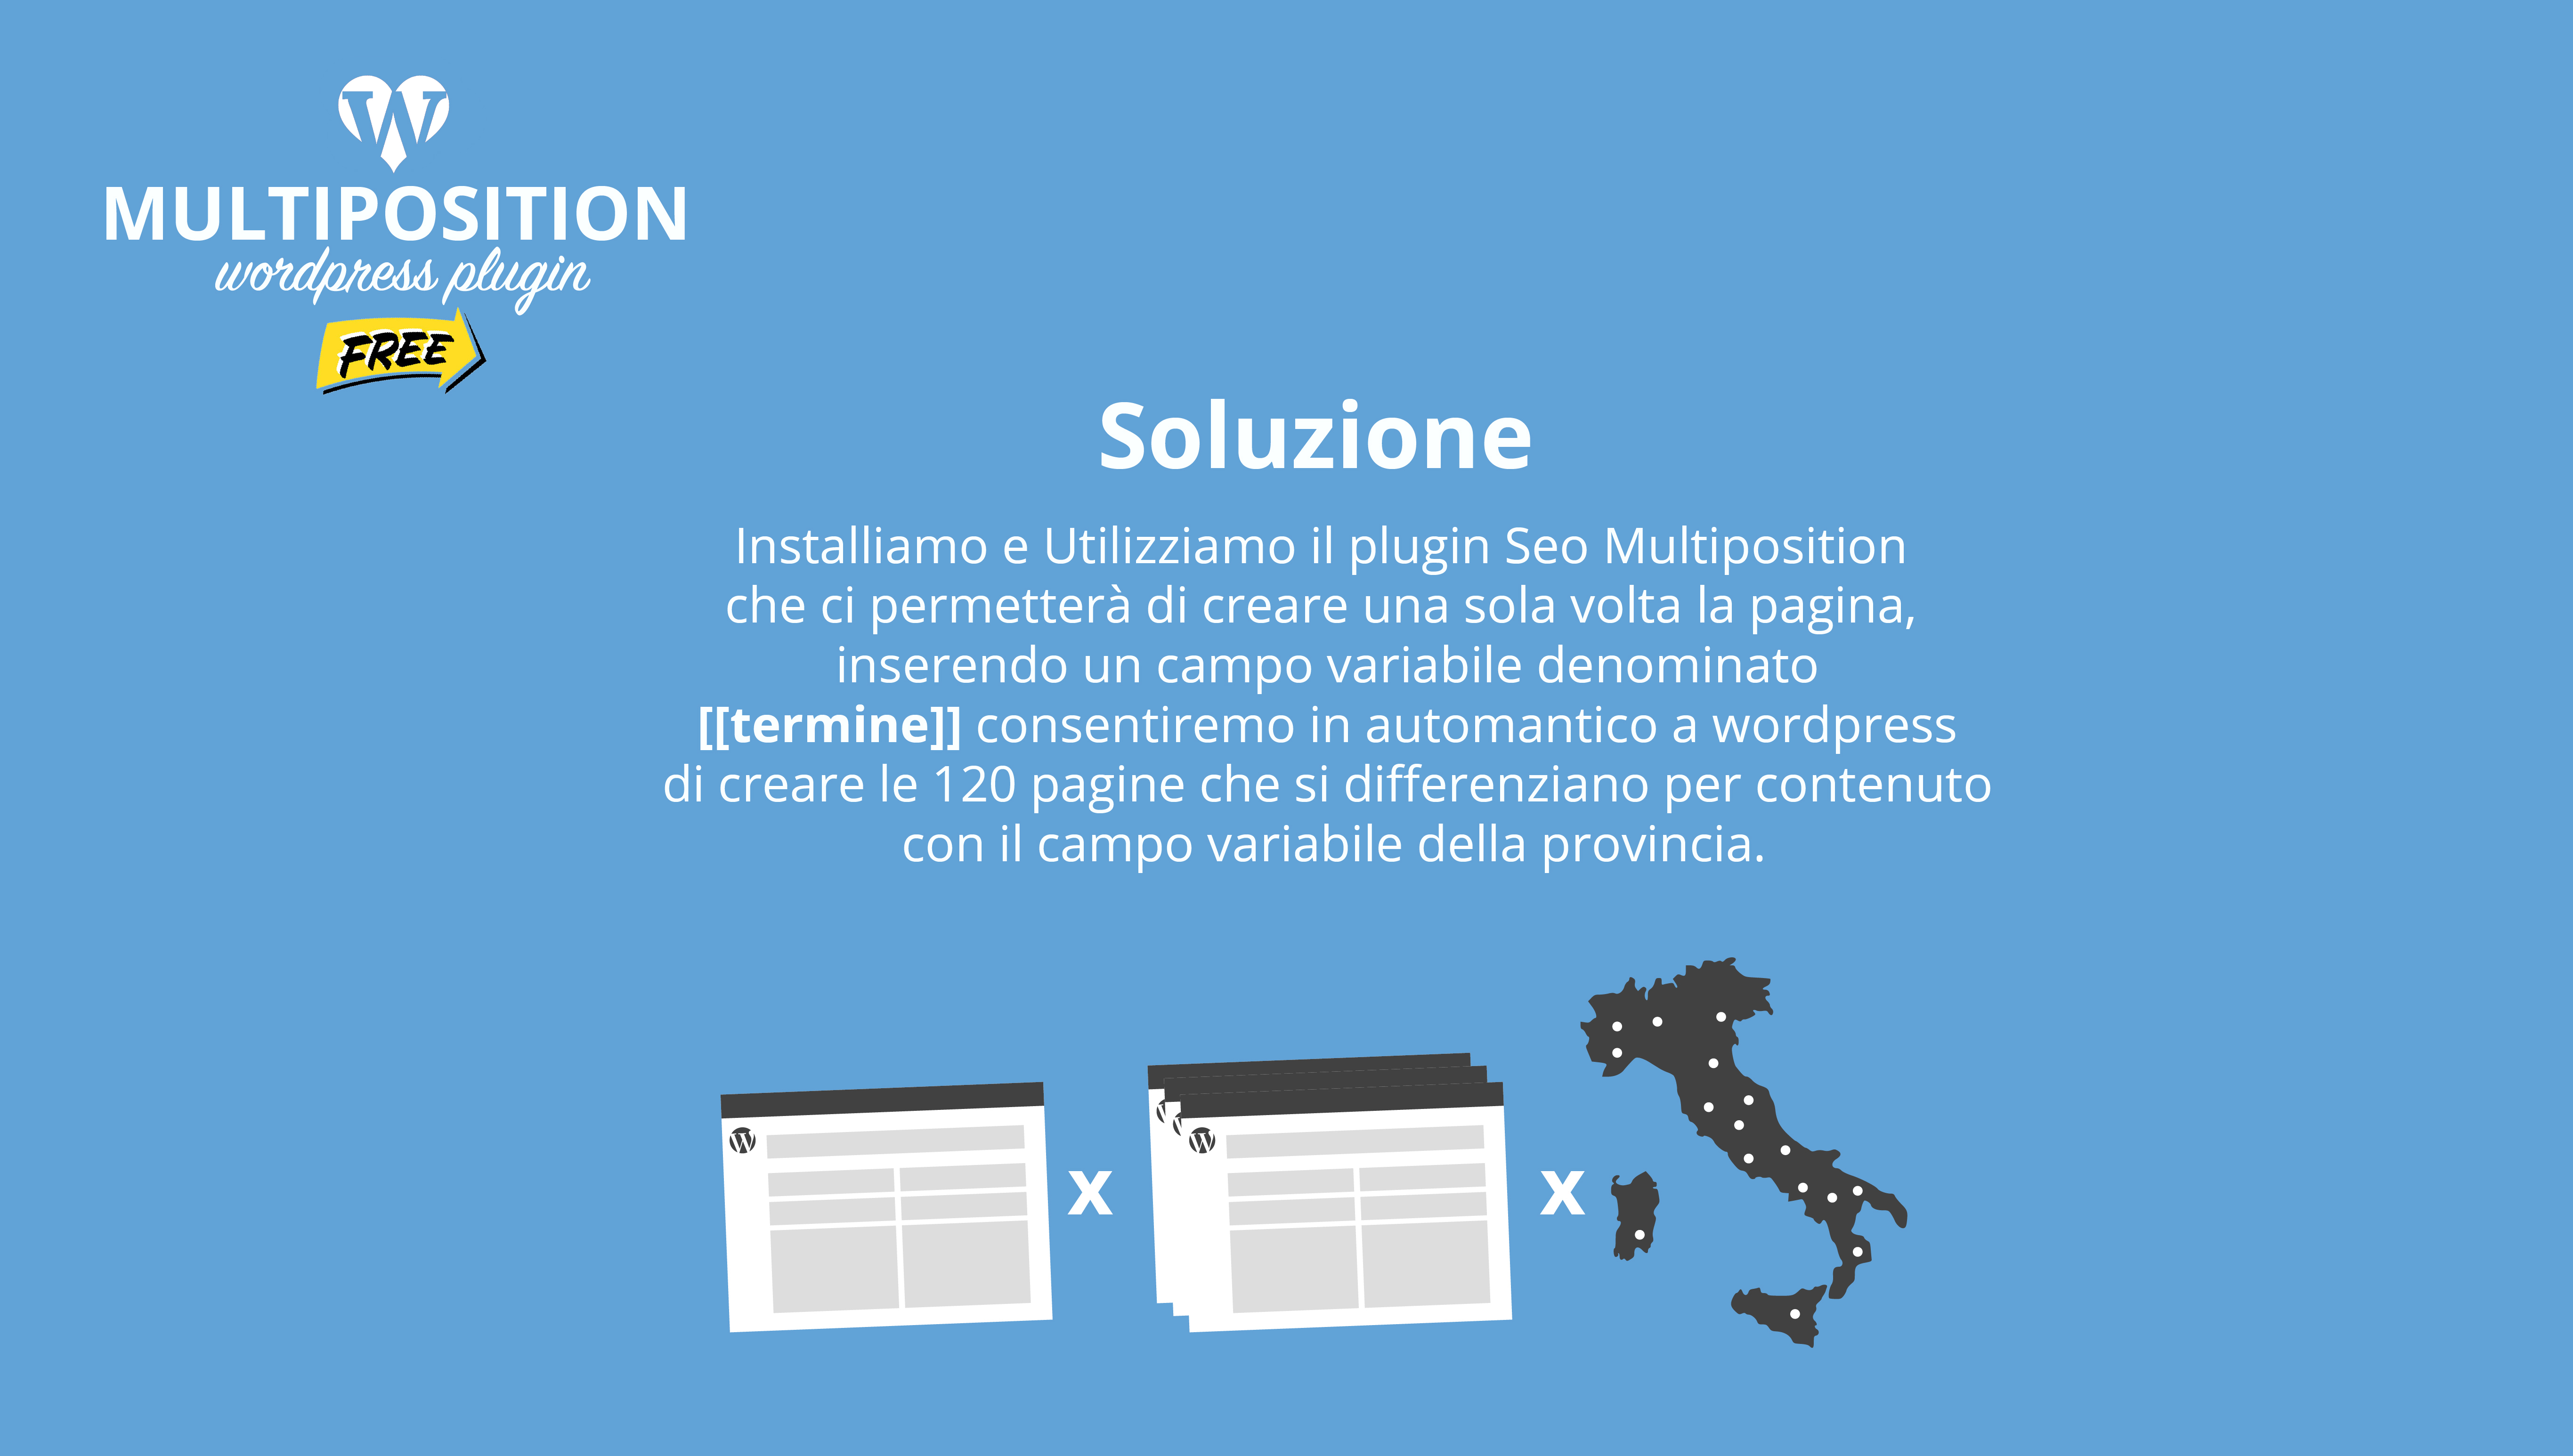 MULTIPOSITION
wordpress plugin
FREE
Soluzione
Installiamo e Utilizziamo il plugin Seo Multiposition
che ci permetterà di creare una sola volta la pagina,
inserendo un campo variabile denominato
[[termine]] consentiremo in automantico a wordpress
di creare le 120 pagine che si differenziano per contenuto
con il campo variabile della provincia.
x x